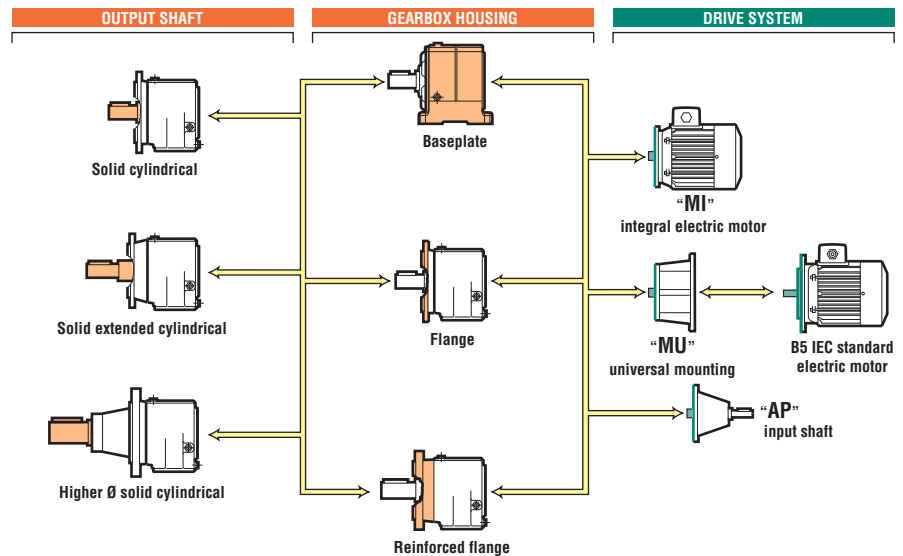 OUTPUT SHAFT
GEARBOX HOUSING
DRIVE SYSTEM
Solid cylindrical
Solid extended cylindrical
Higher Ø solid cylindrical
Baseplate
Flange
Reinforced flange
“MI”
integral electric motor
“MU”
universal mounting
B5 IEC standard
electric motor
“AP”
input shaft